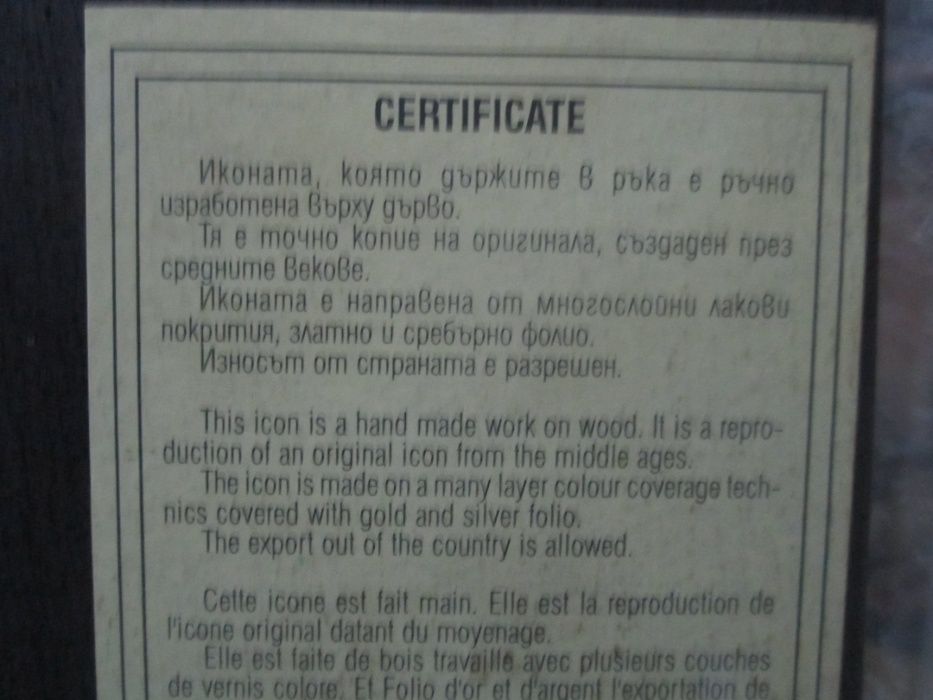 CERTIFICATE
Иконата, която държите в ръка е ръчно
изработена върху дърво.
Тя е точно копие на оригинала, създаден през
средните векове.
Иконата е направена от многослойни лакови
покрития, златно и сребърно фолио.
Износът от страната е разрешен.
This icon is a hand made work on wood. It is a repro-
duction of an original icon from the middle ages.
The icon is made on a many layer colour coverage tech-
nics covered with gold and silver folio.
The export out of the country is allowed.
Cette icone est fait main. Elle est la reproduction de
l'icone original datant du moyenage.
Elle est faite de bois travaille avec plusieurs couches
de vernis colore. Et Folio d'or et d'argent l'exportation de